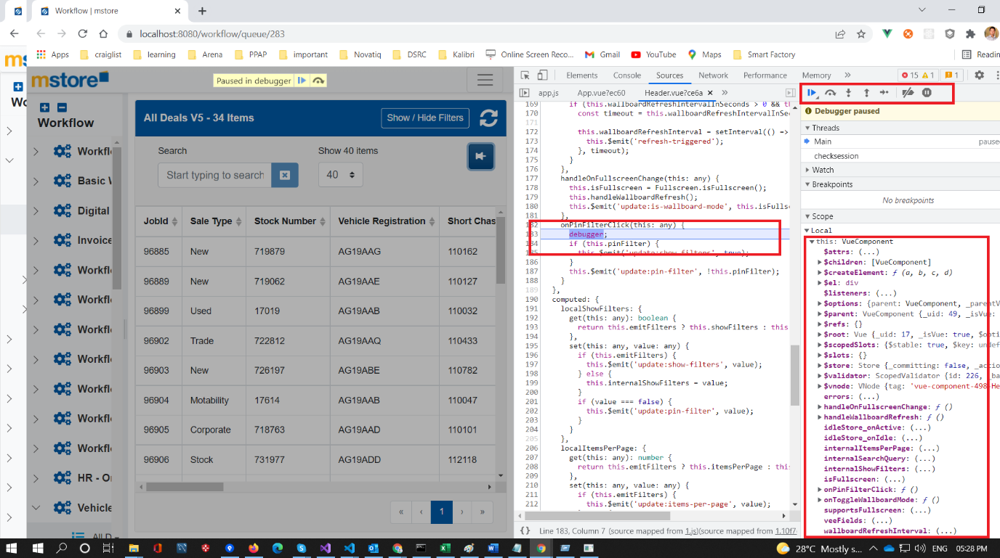 Workflow | mstore
localhost:8080/workflow/queue/283
Apps craiglist learning Arena PPAP important Novatiq DSRC Kalibri Online Screen Reco... Gmail YouTube Maps Smart Factory Readin
mstore
Paused in debugger
Workflow
Workfl
Basic W
Digital
Invoice
Workfl
Workfl
Workfl
Workfl
Workfl
Workfl
Workfl
HR - O
Vehicle
All D
All Deals V5 - 34 Items
Show / Hide Filters
Search
Show 40 items
Start typing to search
40
JobId Sale Type Stock Number Vehicle Registration Short Chas
96885 New 719879 AG19AAG 110162
96889 New 719062 AG19AAE 110127
96899 Used 17019 AG19AAB 110032
96902 Trade 722812 AG19AAQ 110433
96903 New 726197 AG19ABE 110782
96904 Motability 17614 AG19AAB 110047
96905 Corporate 718763 AG19AAD 110101
96906 Stock 731977 AG19ADD 112118
« ‹ 1 › »
Elements Console Sources Network Performance Memory » 15 1 1
app.js App.vue?ec60 Header.vue?ce6a × »
169 if (this.wallboardRefreshIntervalInSeconds > 0 && th
170 const timeout = this.wallboardRefreshIntervalInSec
171
172 this.wallboardRefreshInterval = setInterval(() =>
173 this.$emit('refresh-triggered');
174 }, timeout);
175 }
176 },
177 handleOnFullscreenChange(this: any) {
178 this.isFullscreen = Fullscreen.isFullscreen();
179 this.handleWallboardRefresh();
180 this.$emit('update:is-wallboard-mode', this.isFulls
181 },
182 onPinFilterClick(this: any) {
183 debugger;
184 if (this.pinFilter) {
185 this.$emit('update:show-filters', true);
186 }
187 this.$emit('update:pin-filter', !this.pinFilter);
188 }
189 },
190 computed: {
191 localShowFilters: {
192 get(this: any): boolean {
193 return this.emitFilters ? this.showFilters : this
194 },
195 set(this: any, value: any) {
196 if (this.emitFilters) {
197 this.$emit('update:show-filters', value);
198 } else {
199 this.internalShowFilters = value;
200 }
201 if (value === false) {
202 this.$emit('update:pin-filter', value);
203 }
204 }
205 },
206 localItemsPerPage: {
207 get(this: any): number {
208 return this.emitFilters ? this.itemsPerPage : this
209 },
210 set(this: any, value: any) {
211 if (this.emitFilters) {
212 this.$emit('update:items-per-page', value);
{} Line 183, Column 7 (source mapped from 1.js)(source mapped from 1.10f7
Debugger paused
Threads
Main pause
checksession
Watch
Breakpoints
No breakpoints
Scope
Local
this: VueComponent
$attrs: (...)
$children: [VueComponent]
$createElement: ƒ (a, b, c, d)
$el: div
$listeners: (...)
$options: {parent: VueComponent, _parentV
$parent: VueComponent {_uid: 49, _isVue:
$refs: {}
$root: Vue {_uid: 17, _isVue: true, $opti
$scopedSlots: {$stable: true, $key: undef
$slots: {}
$store: Store {_committing: false, _actio
$validator: ScopedValidator {id: 226, _ba
$vnode: VNode {tag: 'vue-component-498-He
errors: (...)
handleOnFullscreenChange: ƒ ()
handleWallboardRefresh: ƒ ()
idleStore_onActive: (...)
idleStore_onIdle: (...)
internalItemsPerPage: (...)
internalSearchQuery: (...)
internalShowFilters: (...)
isFullscreen: (...)
onPinFilterClick: ƒ ()
onToggleWallboardMode: ƒ ()
supportsFullscreen: (...)
veeFields: (...)
wallboardRefreshInterval: (...)
28°C Mostly s... ENG 05:28 PM